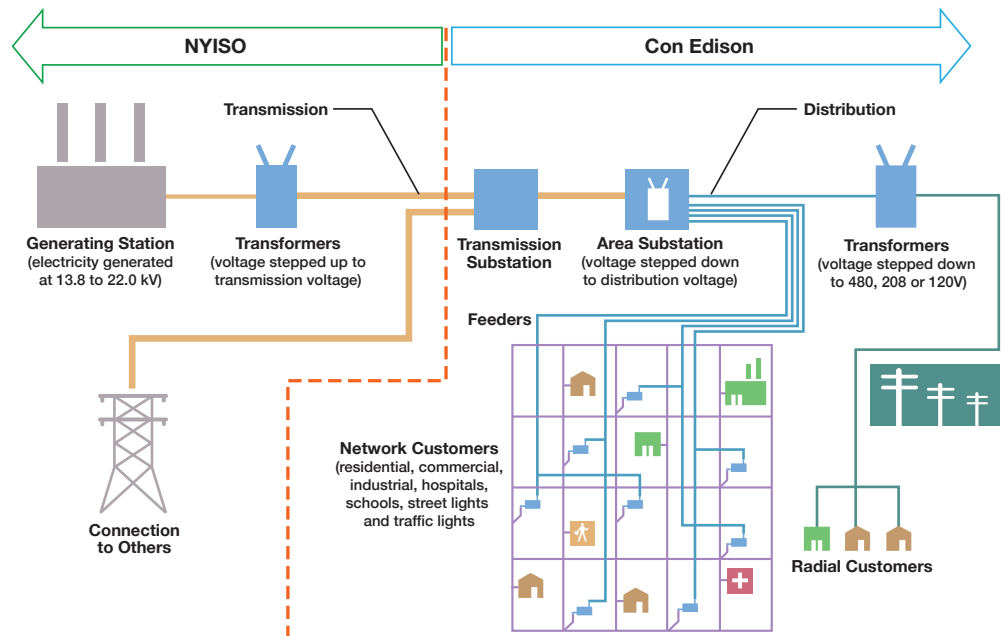 NYISO
Con Edison
Transmission
Distribution
Generating Station
(electricity generated
at 13.8 to 22.0 kV)
Transformers
(voltage stepped up to
transmission voltage)
Transmission
Substation
Area Substation
(voltage stepped down
to distribution voltage)
Transformers
(voltage stepped down
to 480, 208 or 120V)
Feeders
Network Customers
(residential, commercial,
industrial, hospitals,
schools, street lights
and traffic lights
Connection
to Others
Radial Customers